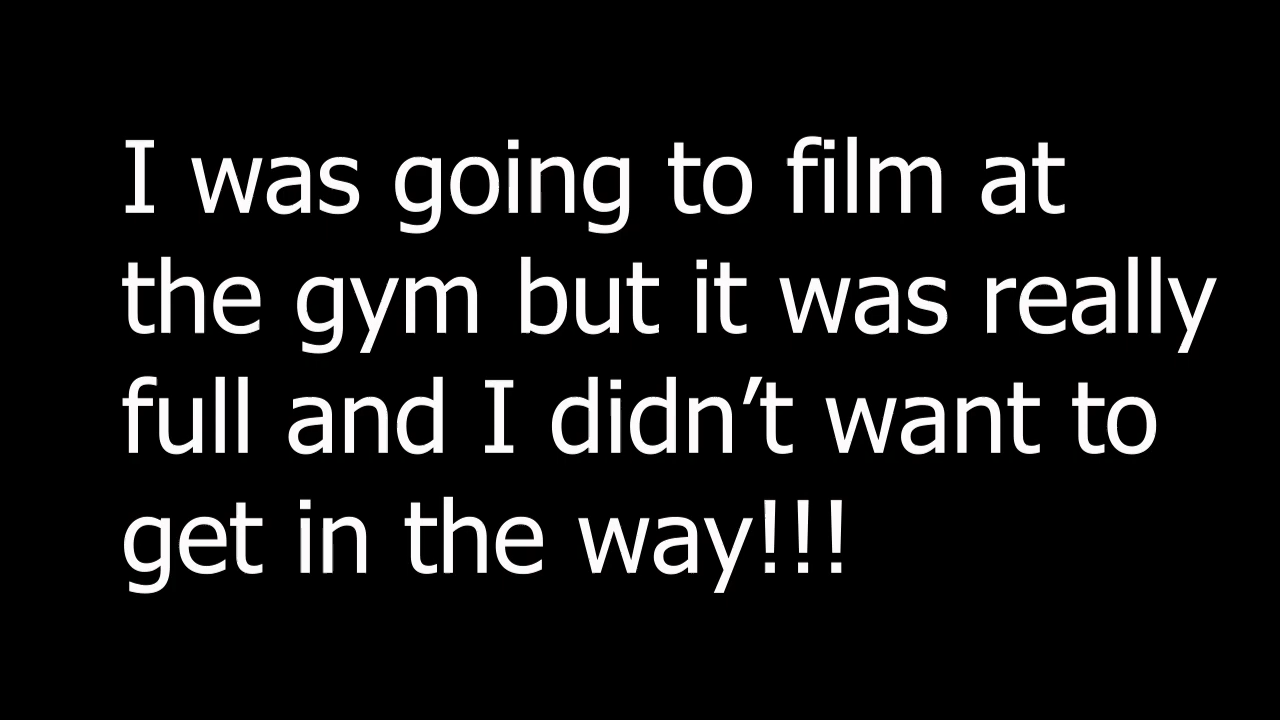 I was going to film at
the gym but it was really
full and I didn’t want to
get in the way!!!